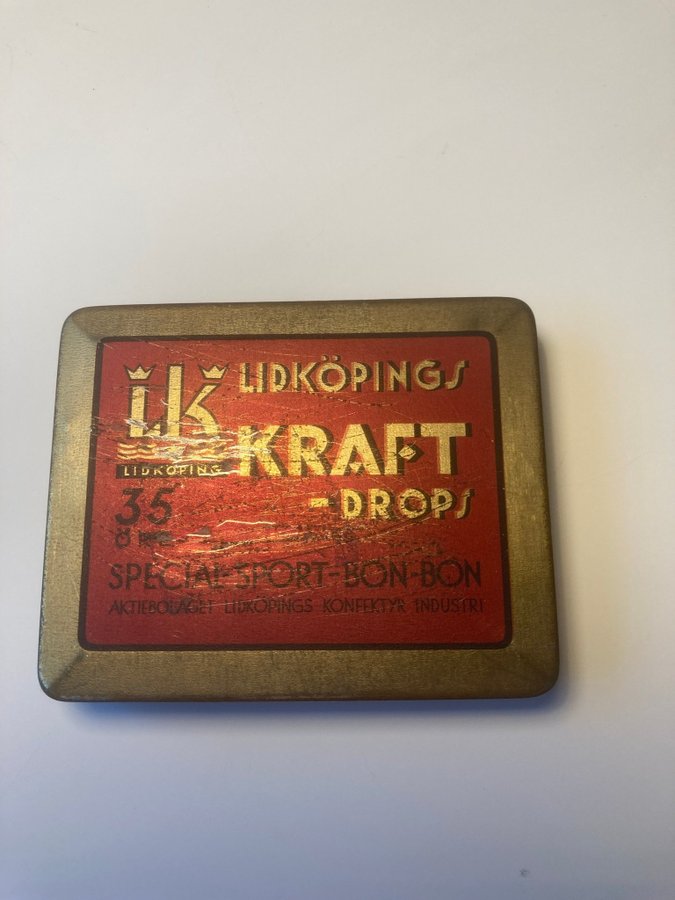 LK
LIDKÖPING
LIDKÖPINGS
KRAFT
-DROPS
35
SPECIAL-SPORT-BON-BON
AKTIEBOLAGET LIDKÖPINGS KONFEKTYR INDUSTRI